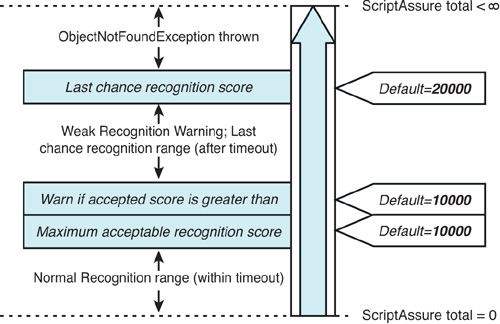 ScriptAssure total < ∞
ObjectNotFoundException thrown
Last chance recognition score
Default=20000
Weak Recognition Warning; Last
chance recognition range (after timeout)
Warn if accepted score is greater than
Default=10000
Maximum acceptable recognition score
Default=10000
Normal Recognition range (within timeout)
ScriptAssure total = 0